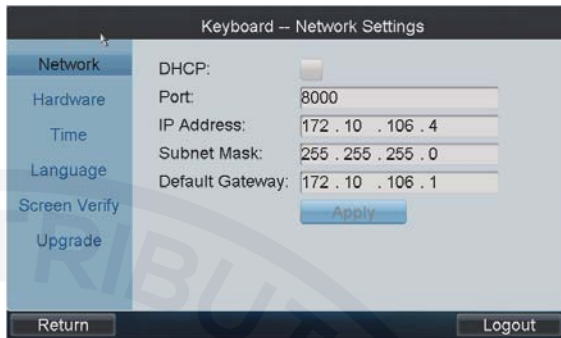 Keyboard -- Network Settings
Network
Hardware
Time
Language
Screen Verify
Upgrade
DHCP:
Port: 8000
IP Address: 172 . 10 . 106 . 4
Subnet Mask: 255 . 255 . 255 . 0
Default Gateway: 172 . 10 . 106 . 1
Apply
Return
Logout
TRIBUT